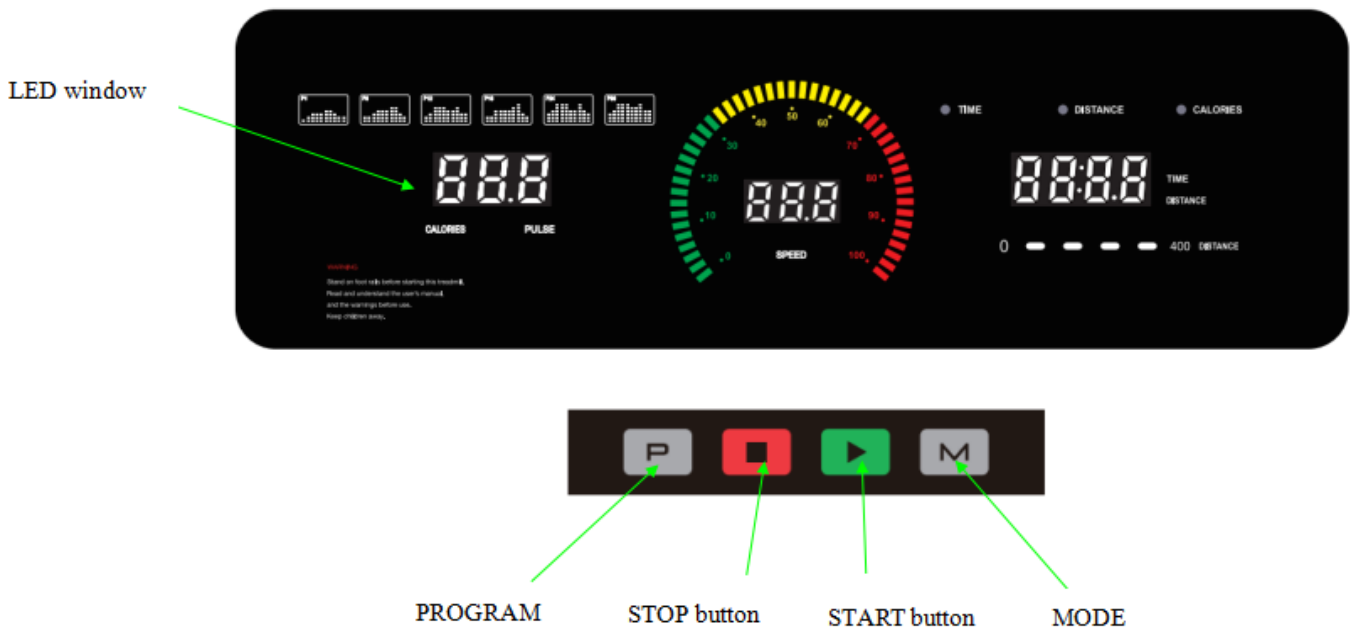 LED window
TIME
DISTANCE
CALORIES
40
50
60
30
70
20
80
10
90
0
100
88.8
CALORIES
PULSE
88.8
SPEED
88:8.8
TIME
DISTANCE
0
400 DISTANCE
WARNING
Stand on foot rails before starting this treadmill.
Read and understand the user's manual
and the warnings before use.
Keep children away.
P
M
PROGRAM
STOP button
START button
MODE